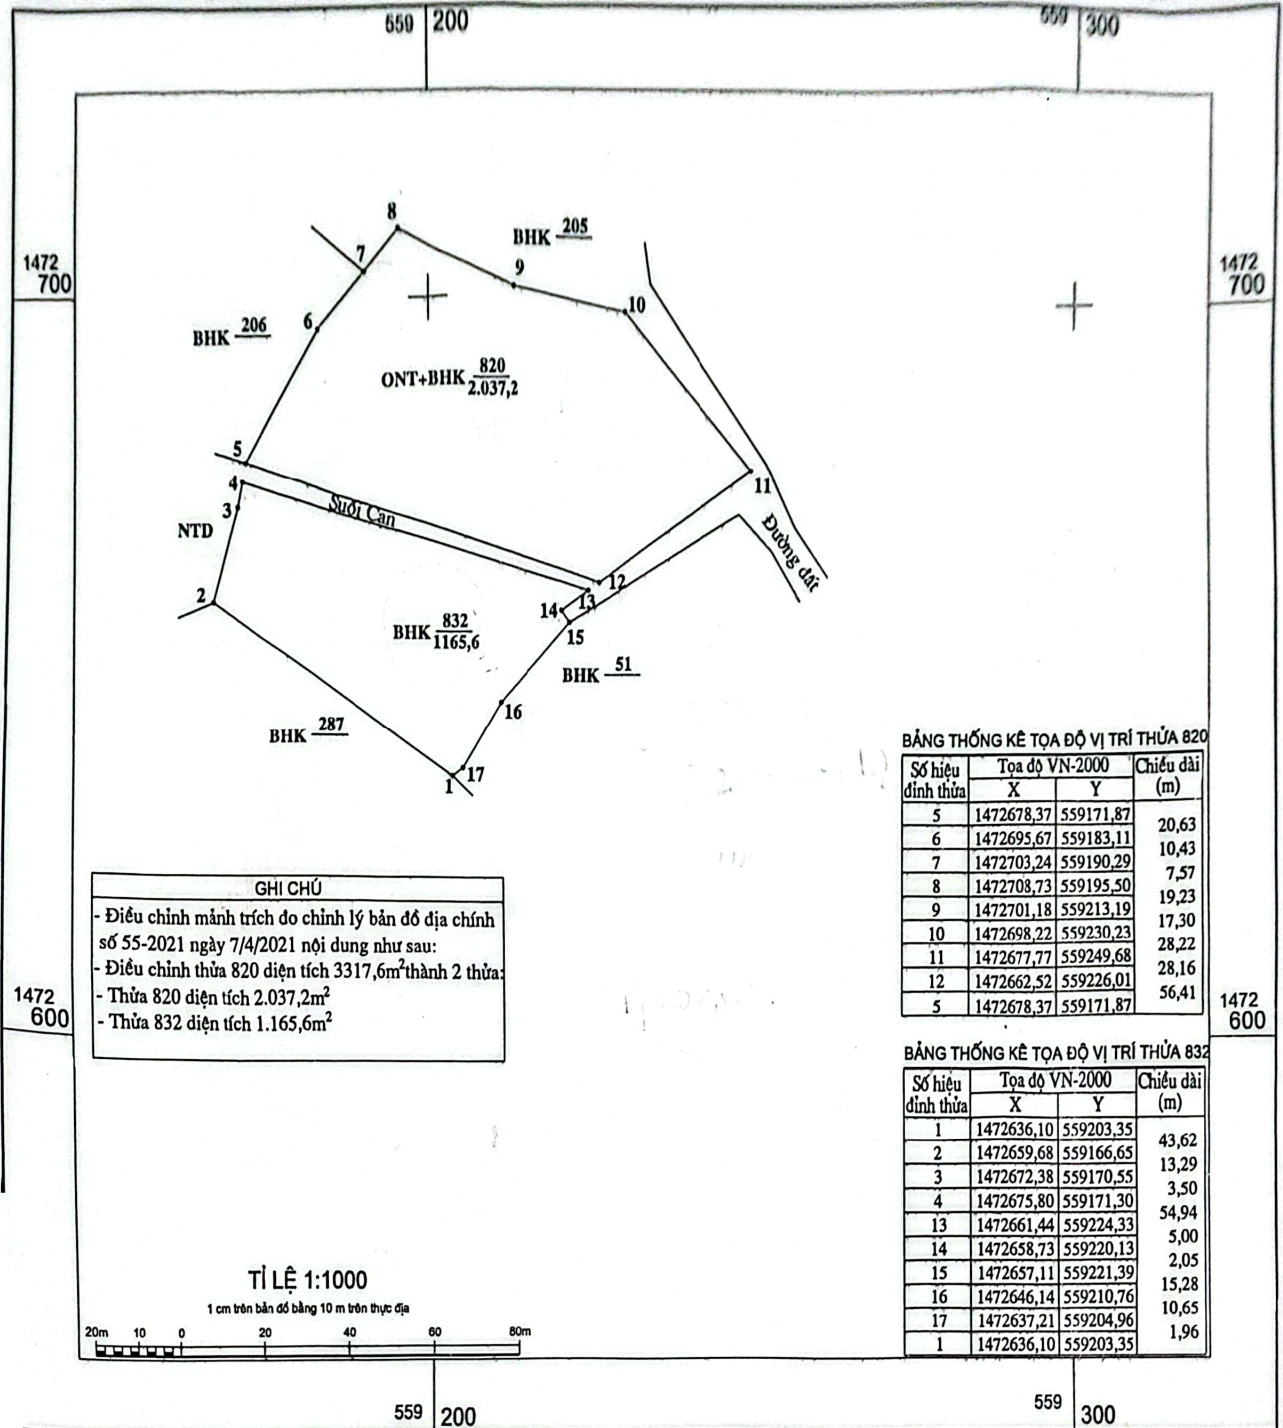 559 200
559 300
1472
700
1472
700
8
BHK 205
7
9
10
6
BHK 206
ONT+BHK 820
2.037,2
5
4
3
Suối Cạn
11
NTD
Đường đất
12
13
2
14
BHK 832
1165,6
15
BHK 51
16
BHK 287
17
1
BẢNG THỐNG KÊ TỌA ĐỘ VỊ TRÍ THỬA 820
Số hiệu đỉnh thửa Tọa độ VN-2000 Chiều dài (m)
X Y
5 1472678,37 559171,87
20,63
6 1472695,67 559183,11
10,43
7 1472703,24 559190,29
7,57
8 1472708,73 559195,50
19,23
9 1472701,18 559213,19
17,30
10 1472698,22 559230,23
28,22
11 1472677,77 559249,68
28,16
12 1472662,52 559226,01
56,41
5 1472678,37 559171,87
GHI CHÚ
- Điều chỉnh mảnh trích đo chỉnh lý bản đồ địa chính
số 55-2021 ngày 7/4/2021 nội dung như sau:
- Điều chỉnh thửa 820 diện tích 3317,6m²thành 2 thửa:
- Thửa 820 diện tích 2.037,2m²
- Thửa 832 diện tích 1.165,6m²
1472
600
1472
600
BẢNG THỐNG KÊ TỌA ĐỘ VỊ TRÍ THỬA 832
Số hiệu đỉnh thửa Tọa độ VN-2000 Chiều dài (m)
X Y
1 1472636,10 559203,35
43,62
2 1472659,68 559166,65
13,29
3 1472672,38 559170,55
3,50
4 1472675,80 559171,30
54,94
13 1472661,44 559224,33
5,00
14 1472658,73 559220,13
2,05
15 1472657,11 559221,39
15,28
16 1472646,14 559210,76
10,65
17 1472637,21 559204,96
1,96
1 1472636,10 559203,35
TỈ LỆ 1:1000
1 cm trên bản đồ bằng 10 m trên thực địa
20m 10 0 20 40 60 80m
559 200
559 300